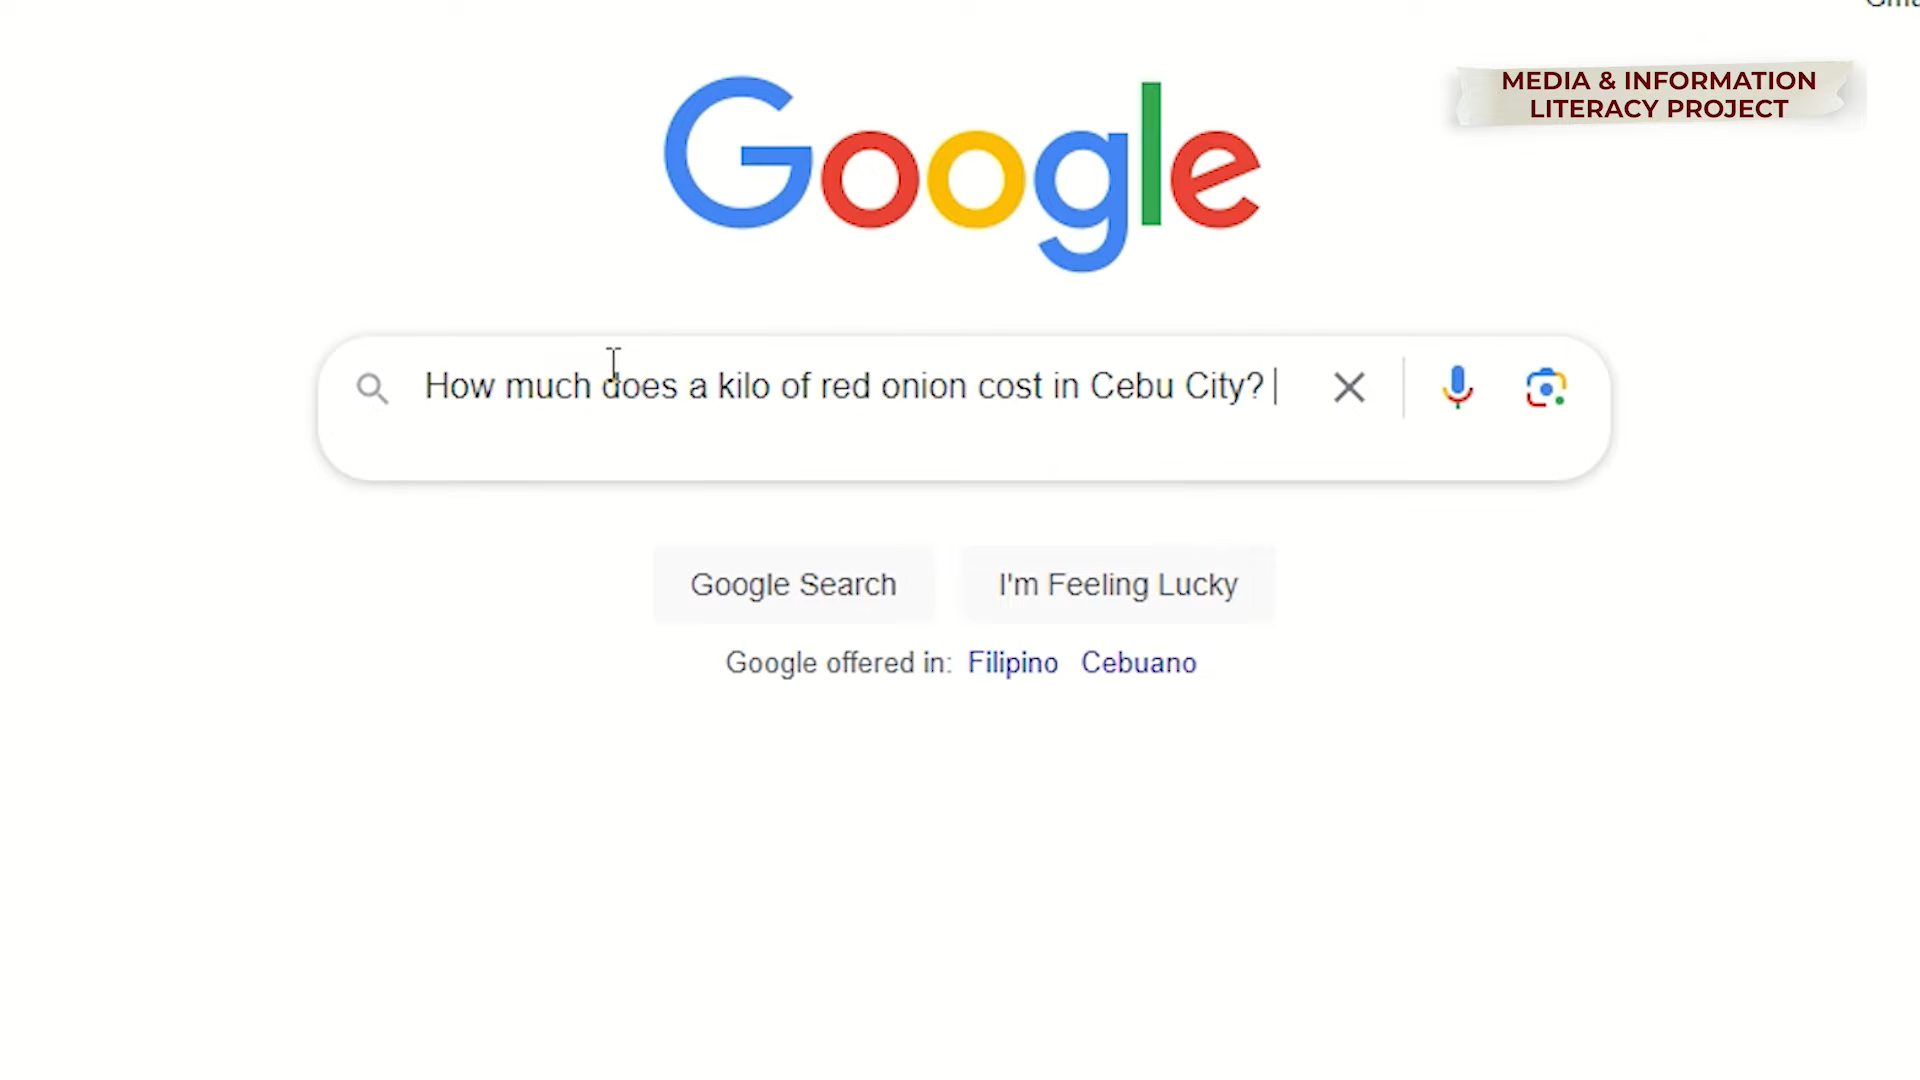 MEDIA & INFORMATION
LITERACY PROJECT
Google
How much does a kilo of red onion cost in Cebu City?
Google Search
I'm Feeling Lucky
Google offered in: Filipino Cebuano